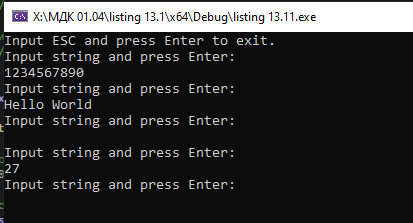 X:\МДК 01.04\listing 13.1\x64\Debug\listing 13.11.exe
Input ESC and press Enter to exit.
Input string and press Enter:
1234567890
Input string and press Enter:
Hello World
Input string and press Enter:
Input string and press Enter:
27
Input string and press Enter: